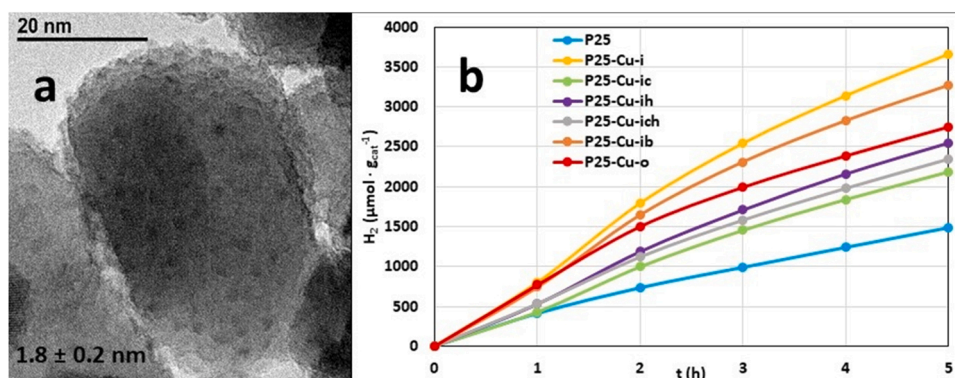 20 nm
a
1.8 ± 0.2 nm
b
4000
3500
3000
2500
2000
1500
1000
500
0
H₂ (μmol · g꜀ₐₜ⁻¹)
P25
P25-Cu-i
P25-Cu-ic
P25-Cu-ih
P25-Cu-ich
P25-Cu-ib
P25-Cu-o
0 1 2 3 4 5
t (h)